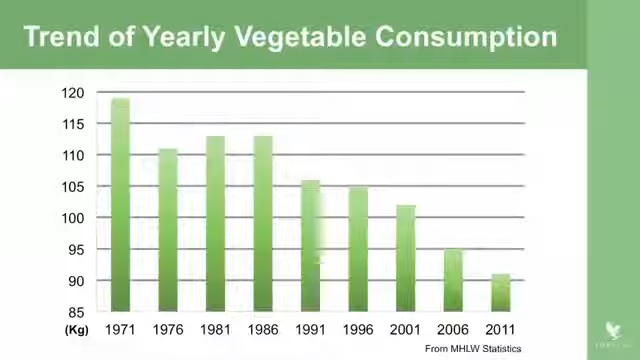 Trend of Yearly Vegetable Consumption
120
115
110
105
100
95
90
85
(Kg) 1971 1976 1981 1986 1991 1996 2001 2006 2011
From MHLW Statistics